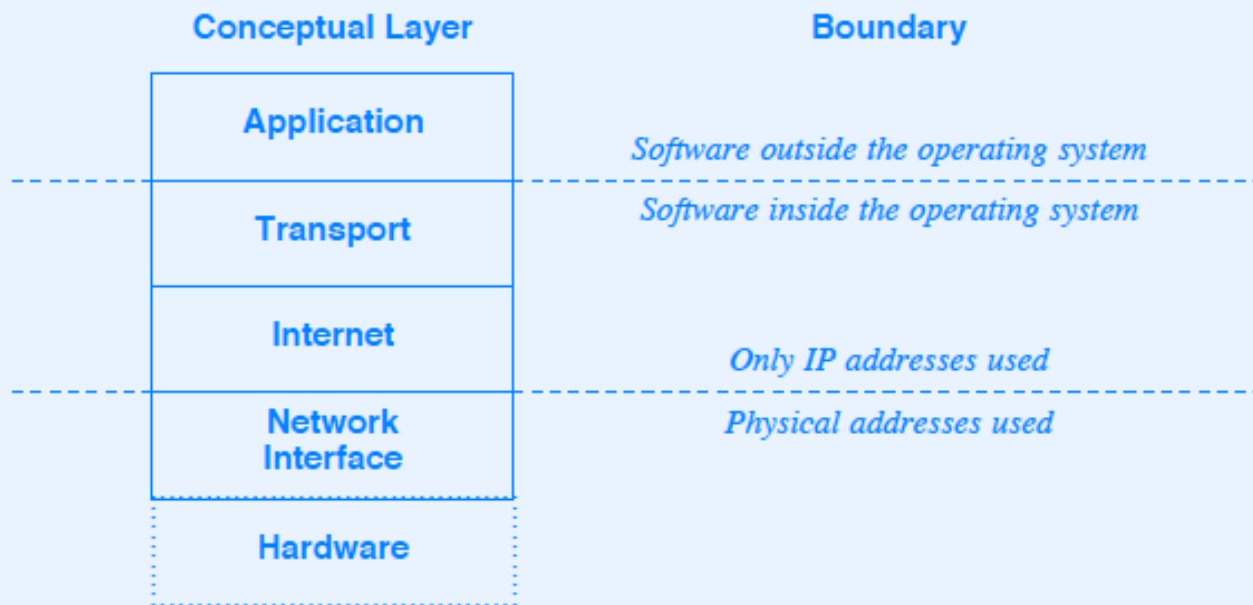 Conceptual Layer
Boundary
Application
Software outside the operating system
Software inside the operating system
Transport
Internet
Only IP addresses used
Network
Interface
Physical addresses used
Hardware